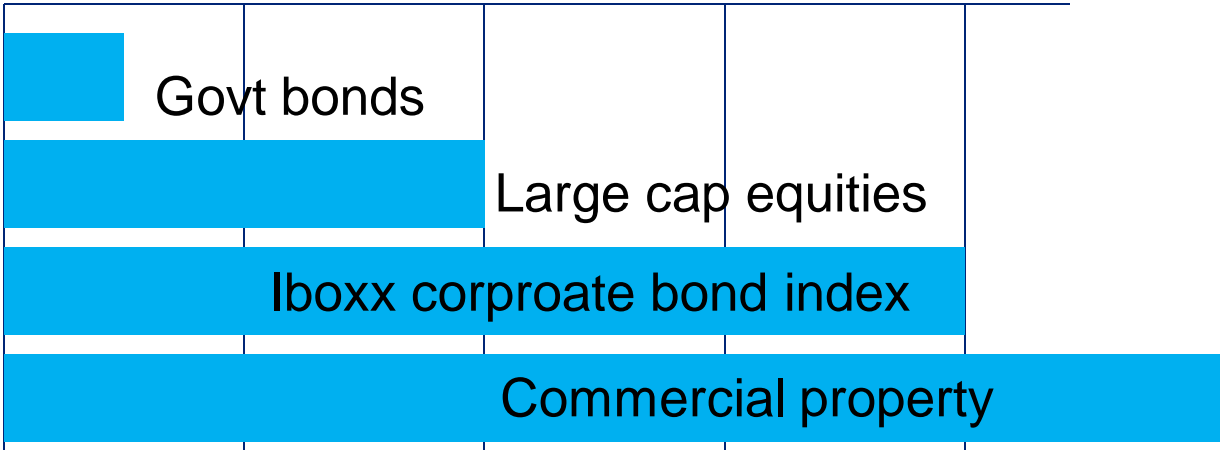 Govt bonds
Large cap equities
Iboxx corproate bond index
Commercial property